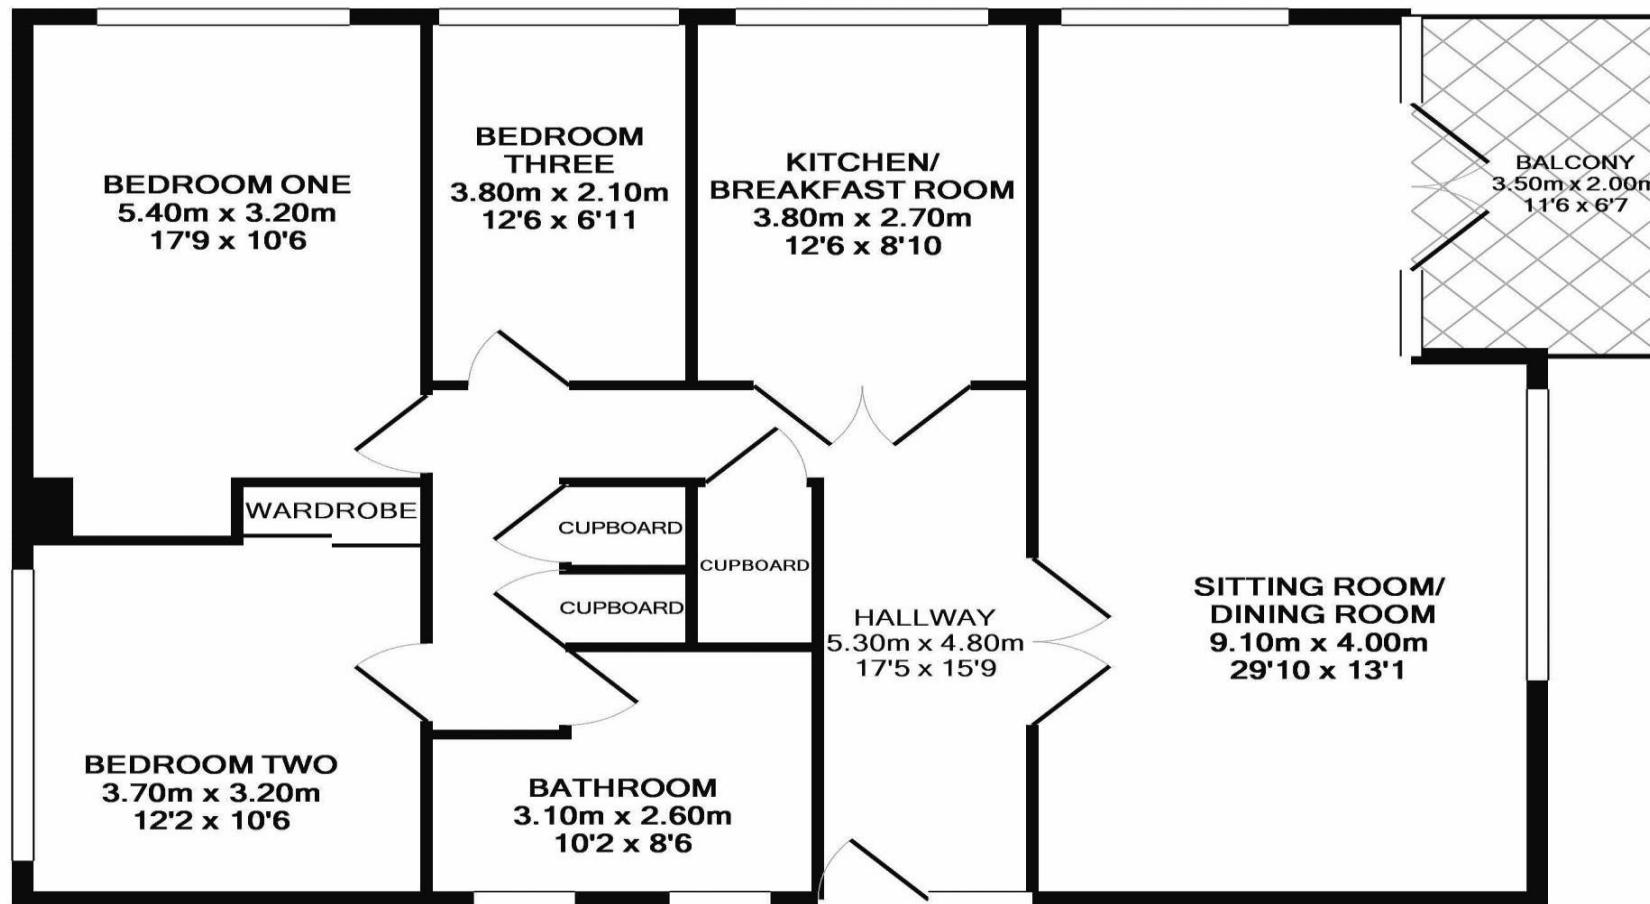 BEDROOM ONE
5.40m x 3.20m
17'9 x 10'6
BEDROOM
THREE
3.80m x 2.10m
12'6 x 6'11
KITCHEN/
BREAKFAST ROOM
3.80m x 2.70m
12'6 x 8'10
BALCONY
3.50m x 2.00m
11'6 x 6'7
WARDROBE
CUPBOARD
CUPBOARD
CUPBOARD
HALLWAY
5.30m x 4.80m
17'5 x 15'9
SITTING ROOM/
DINING ROOM
9.10m x 4.00m
29'10 x 13'1
BEDROOM TWO
3.70m x 3.20m
12'2 x 10'6
BATHROOM
3.10m x 2.60m
10'2 x 8'6